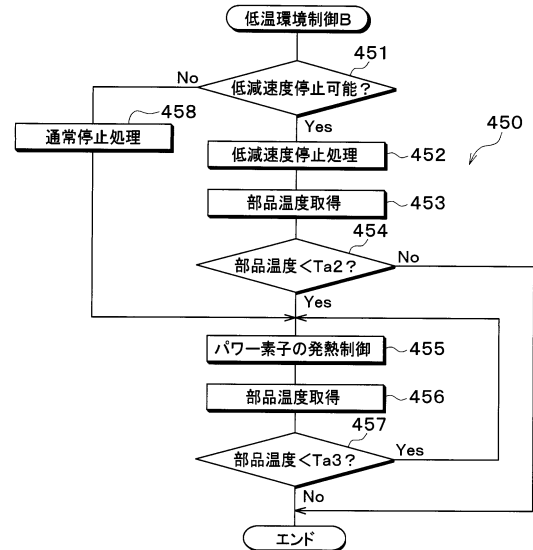 低温環境制御B
451
No
低減速度停止可能？
458
Yes
450
通常停止処理
低減速度停止処理
452
部品温度取得
453
454
No
部品温度<Ta2？
Yes
パワー素子の発熱制御
455
部品温度取得
456
457
Yes
部品温度<Ta3？
No
エンド